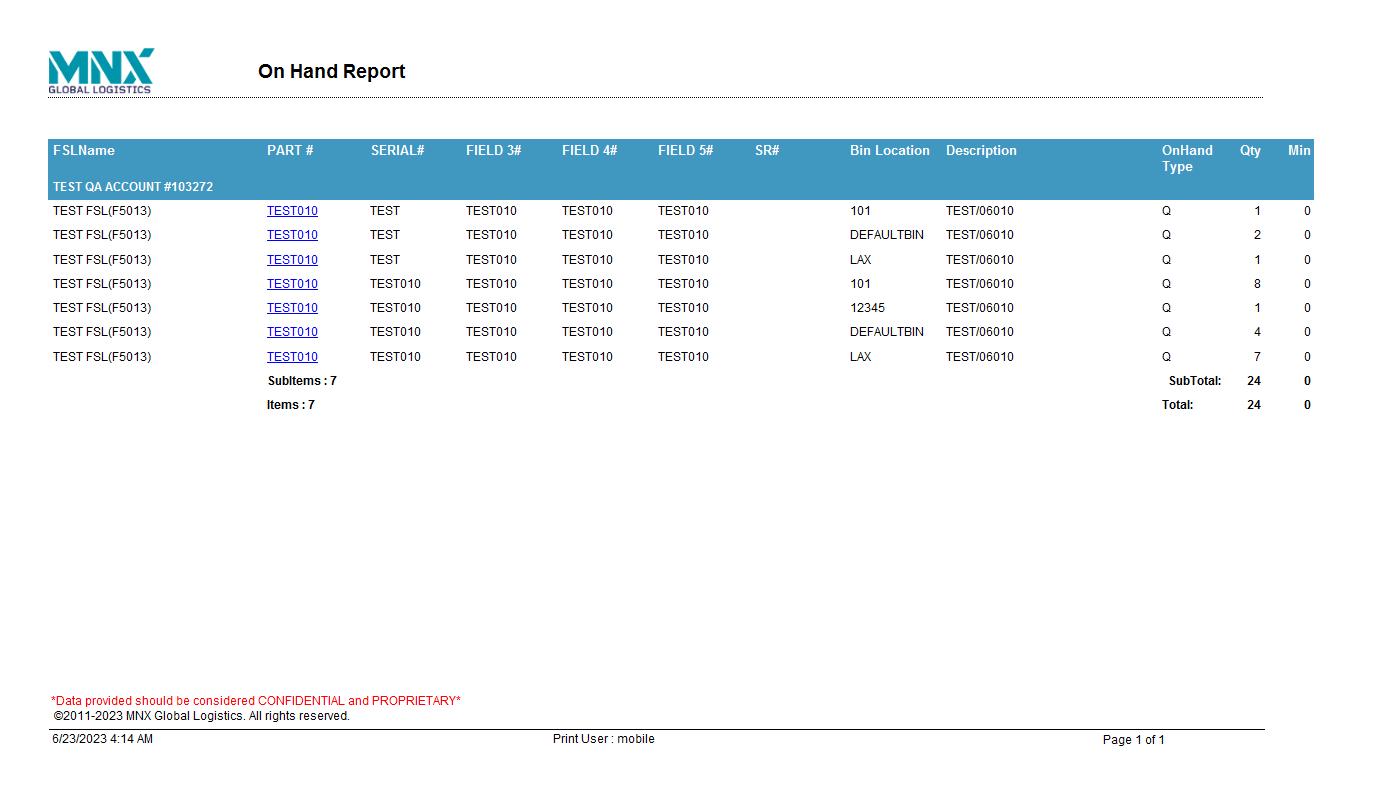 MNX
GLOBAL LOGISTICS
On Hand Report
FSLName PART # SERIAL# FIELD 3# FIELD 4# FIELD 5# SR# Bin Location Description OnHand Type Qty Min
TEST QA ACCOUNT #103272
TEST FSL(F5013) TEST010 TEST TEST010 TEST010 TEST010 101 TEST/06010 Q 1 0
TEST FSL(F5013) TEST010 TEST TEST010 TEST010 TEST010 DEFAULTBIN TEST/06010 Q 2 0
TEST FSL(F5013) TEST010 TEST TEST010 TEST010 TEST010 LAX TEST/06010 Q 1 0
TEST FSL(F5013) TEST010 TEST010 TEST010 TEST010 TEST010 101 TEST/06010 Q 8 0
TEST FSL(F5013) TEST010 TEST010 TEST010 TEST010 TEST010 12345 TEST/06010 Q 1 0
TEST FSL(F5013) TEST010 TEST010 TEST010 TEST010 TEST010 DEFAULTBIN TEST/06010 Q 4 0
TEST FSL(F5013) TEST010 TEST010 TEST010 TEST010 TEST010 LAX TEST/06010 Q 7 0
SubItems : 7 SubTotal: 24 0
Items : 7 Total: 24 0
*Data provided should be considered CONFIDENTIAL and PROPRIETARY*
©2011-2023 MNX Global Logistics. All rights reserved.
6/23/2023 4:14 AM Print User : mobile Page 1 of 1